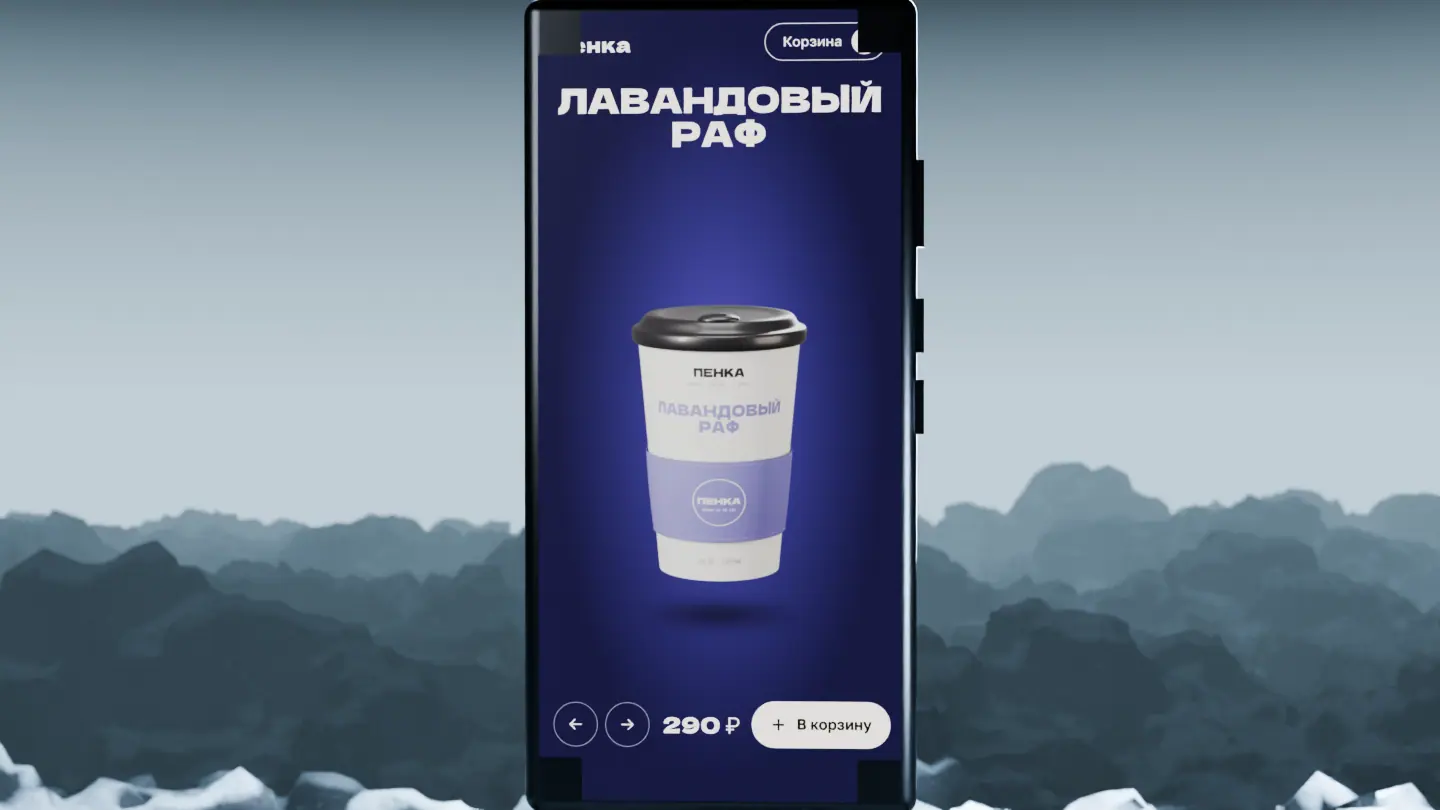 енка
Корзина
ЛАВАНДОВЫЙ
РАФ
ПЕНКА
ЛАВАНДОВЫЙ
РАФ
ПЕНКА
290 ₽
+ В корзину